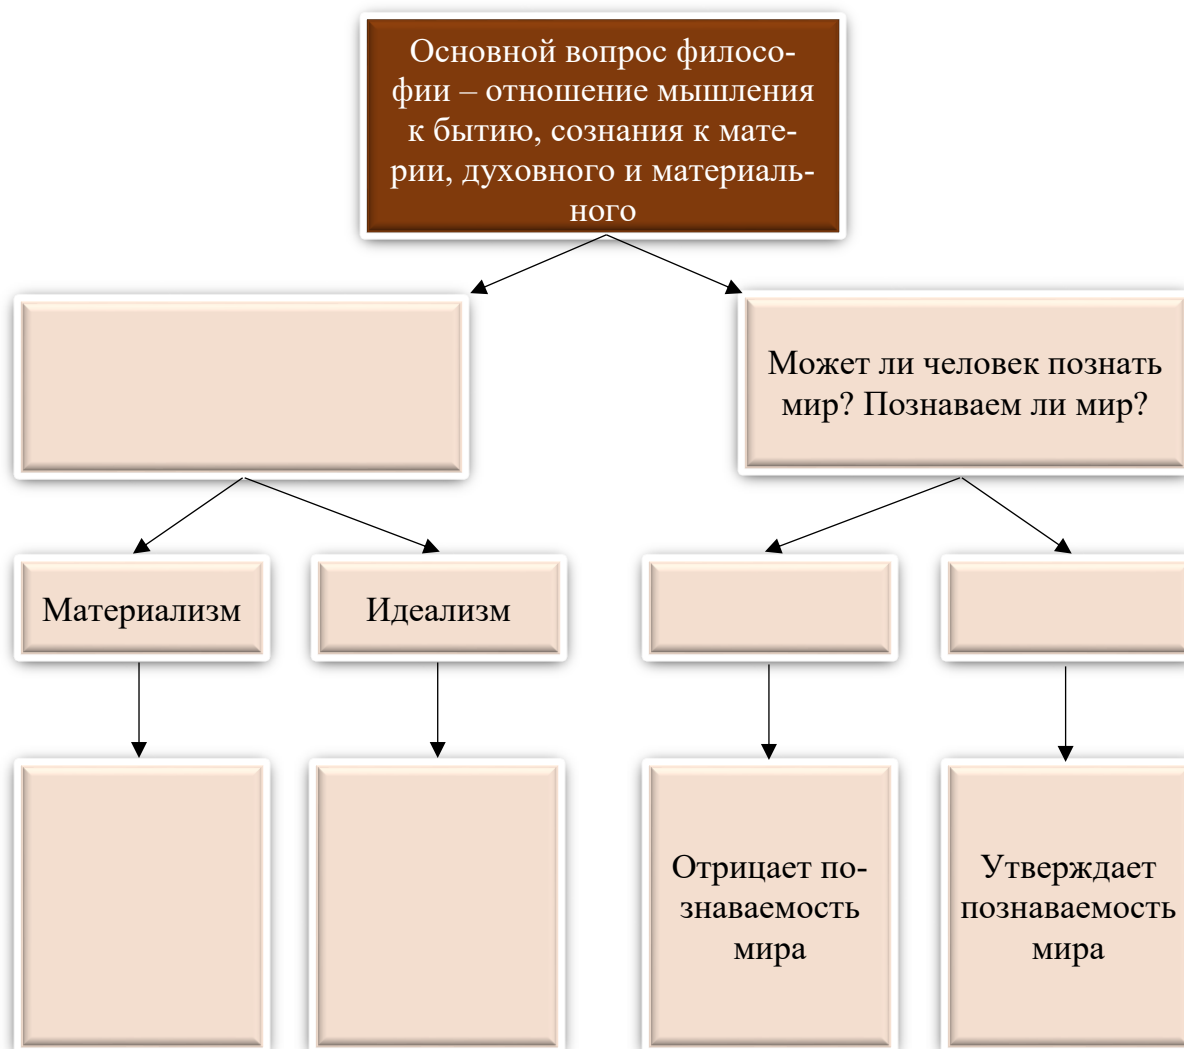 Основной вопрос филосо-
фии – отношение мышления
к бытию, сознания к мате-
рии, духовного и материаль-
ного
Может ли человек познать
мир? Познаваем ли мир?
Материализм
Идеализм
Отрицает по-
знаваемость
мира
Утверждает
познаваемость
мира